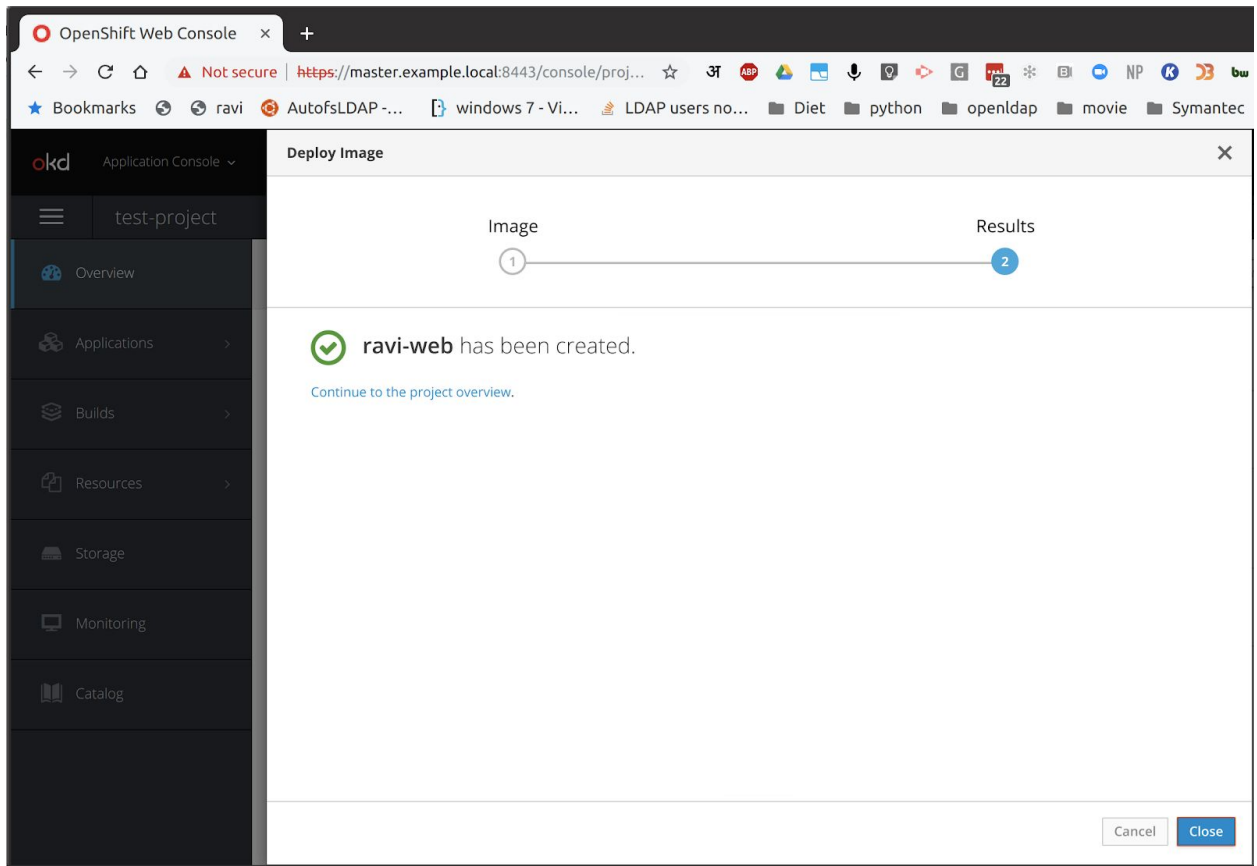 OpenShift Web Console × +
Not secure | https://master.example.local:8443/console/proj... अ ABP G 22 B! NP K bw
Bookmarks ravi AutofsLDAP -... windows 7 - Vi... LDAP users no... Diet python openldap movie Symantec
okd Application Console Deploy Image ×
test-project
Image Results
1 2
Overview
Applications
Builds
Resources
Storage
Monitoring
Catalog
ravi-web has been created.
Continue to the project overview.
Cancel Close